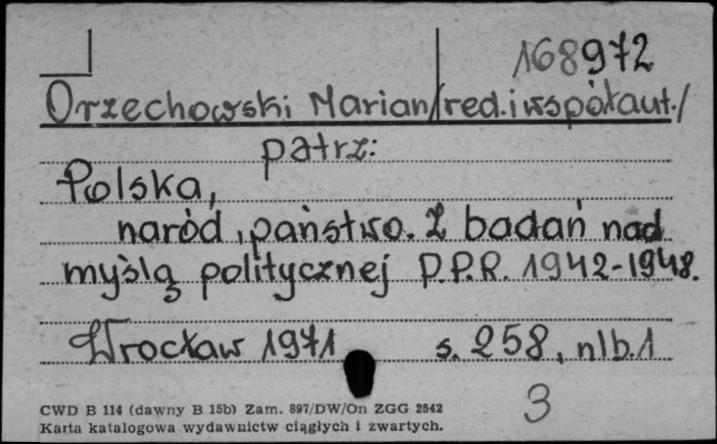 168972
Orzechowski Marian/red.i współaut./
patrz:
Polska,
naród, państwo. Z badań nad
myślą politycznej P.P.R. 1942-1948.
Wrocław 1971 s. 258, nlb.1
3
CWD B 114 (dawny B 15b) Zam. 897/DW/On ZGG 2542
Karta katalogowa wydawnictw ciągłych i zwartych.